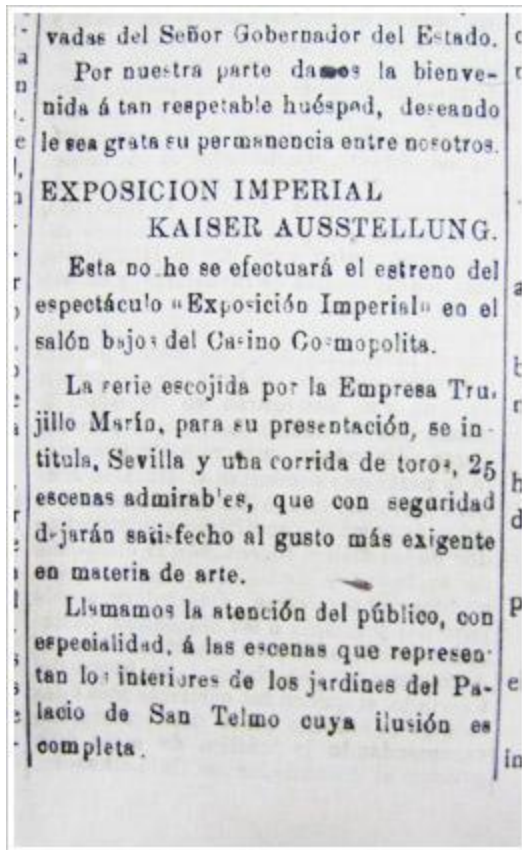 vadas del Señor Gobernador del Estado.
Por nuestra parte damos la bienve-
nida á tan respetable huésped, deseando
le sea grata su permanencia entre nosotros.
EXPOSICION IMPERIAL
KAISER AUSSTELLUNG.
Esta no he se efectuará el estreno del
espectáculo "Exposición Imperial" en el
salón bajos del Casino Cosmopolita.
La serie escojida por la Empresa Tru.
jillo Marín, para su presentación, se in-
titula, Sevilla y una corrida de toros, 25
escenas admirables, que con seguridad
dejarán satisfecho al gusto más exigente
en materia de arte.
Llamamos la atención del público, con
especialidad, á las escenas que represen-
tan los interiores de los jardines del Pa-
lacio de San Telmo cuya ilusión es
completa.